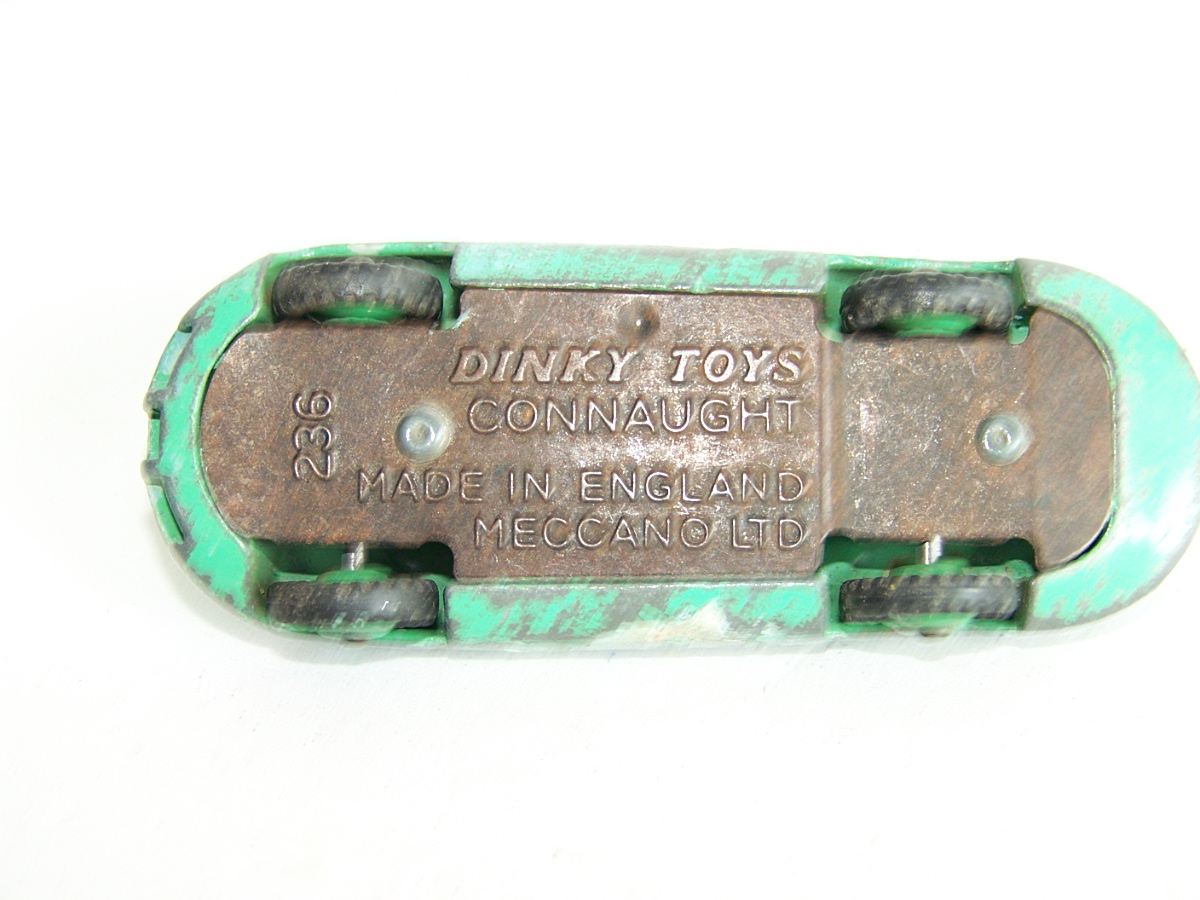 DINKY TOYS
CONNAUGHT
236
MADE IN ENGLAND
MECCANO LTD